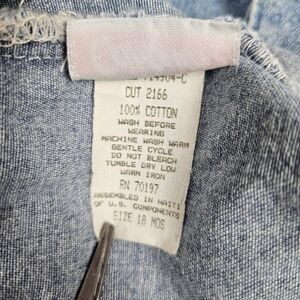 CUT 2166
100% COTTON
WASH BEFORE
WEARING
MACHINE WASH WARM
GENTLE CYCLE
DO NOT BLEACH
TUMBLE DRY LOW
WARM IRON
RN 70197
ASSEMBLED IN HAITI
OF U.S. COMPONENTS
SIZE 18 MOS